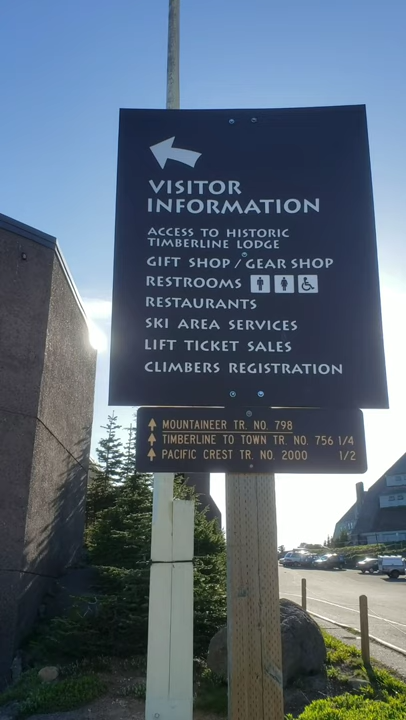 VISITOR
INFORMATION
ACCESS TO HISTORIC
TIMBERLINE LODGE
GIFT SHOP / GEAR SHOP
RESTROOMS
RESTAURANTS
SKI AREA SERVICES
LIFT TICKET SALES
CLIMBERS REGISTRATION
MOUNTAINEER TR. NO. 798
TIMBERLINE TO TOWN TR. NO. 756 1/4
PACIFIC CREST TR. NO. 2000 1/2